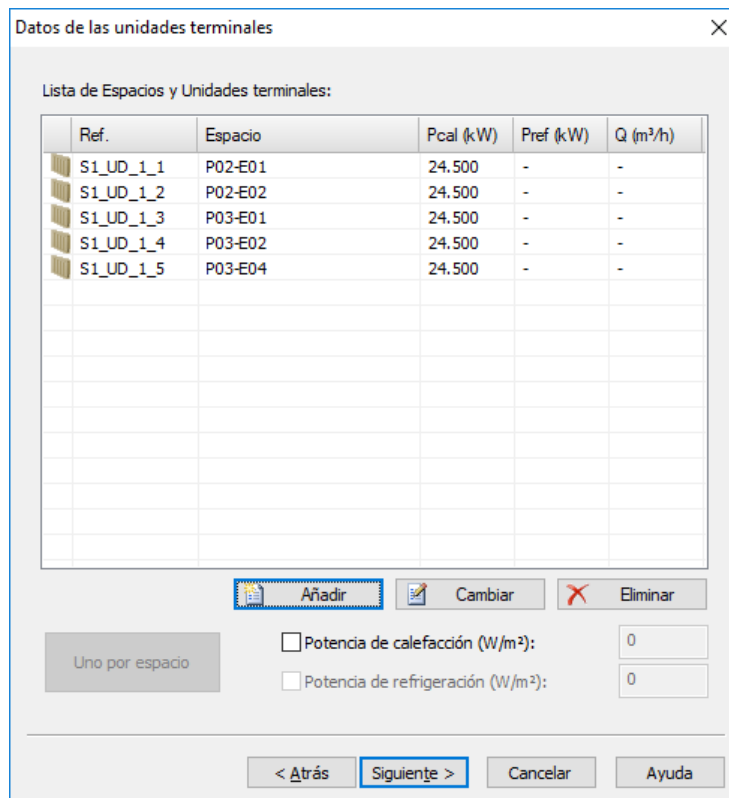 Datos de las unidades terminales
Lista de Espacios y Unidades terminales:
Ref. Espacio Pcal (kW) Pref (kW) Q (m³/h)
S1_UD_1_1 P02-E01 24.500 - -
S1_UD_1_2 P02-E02 24.500 - -
S1_UD_1_3 P03-E01 24.500 - -
S1_UD_1_4 P03-E02 24.500 - -
S1_UD_1_5 P03-E04 24.500 - -
Añadir Cambiar Eliminar
Uno por espacio
Potencia de calefacción (W/m²): 0
Potencia de refrigeración (W/m²): 0
< Atrás Siguiente > Cancelar Ayuda